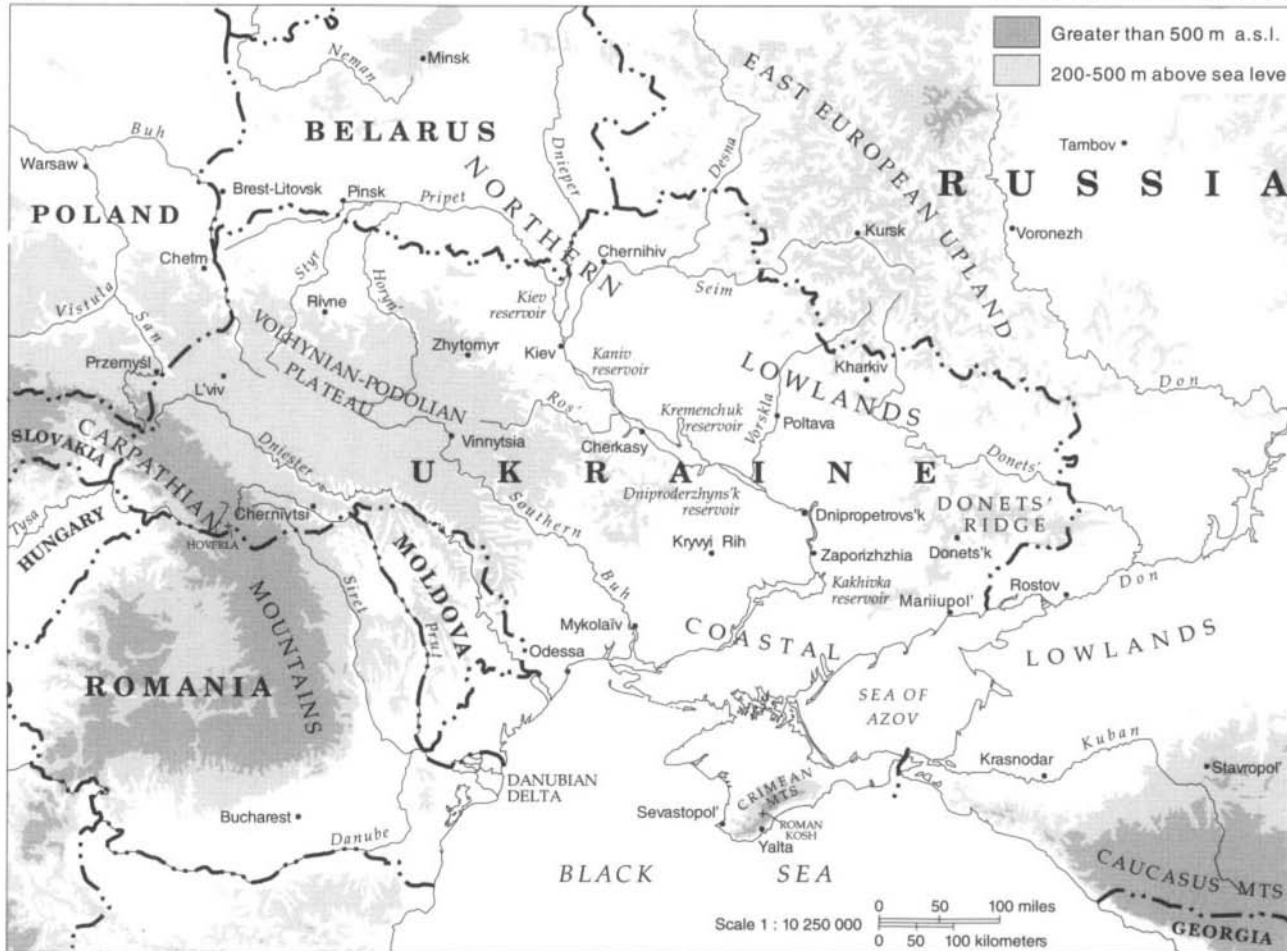 Greater than 500 m a.s.l.
200-500 m above sea level
Minsk
Neman
EAST EUROPEAN UPLAND
BELARUS
Buh
Warsaw
Dnieper
Desna
Tambov
RUSSIA
Brest-Litovsk
Pinsk
Pripet
NORTHERN
POLAND
Kursk
Voronezh
Chełm
Chernihiv
Styr
Horyn'
Seim
Vistula
San
Rivne
Kiev
reservoir
VOLHYNIAN-PODOLIAN
PLATEAU
Zhytomyr
Kiev
Kaniv
reservoir
Przemyśl
L'viv
LOWLANDS
Kharkiv
Don
Ros'
Kremenchuk
reservoir
Vorskla
Poltava
SLOVAKIA
CARPATHIAN
Dniester
Vinnytsia
Cherkasy
UKRAINE
Donets'
Tysa
HUNGARY
Chernivtsi
HOVERLA
Southern
Buh
Dniproderzhyns'k
reservoir
Dnipropetrovs'k
DONETS'
RIDGE
Kryvyi Rih
Zaporizhzhia
Donets'k
MOLDOVA
Siret
Prut
Kakhivka
reservoir
Rostov
Don
Mariiupol'
MOUNTAINS
Mykolaïv
COASTAL
LOWLANDS
Odessa
ROMANIA
SEA OF
AZOV
Krasnodar
Kuban
Stavropol'
DANUBIAN
DELTA
CRIMEAN
MTS
Bucharest
Sevastopol'
ROMAN
KOSH
Yalta
Danube
BLACK SEA
CAUCASUS MTS
GEORGIA
Scale 1 : 10 250 000
0 50 100 miles
0 50 100 kilometers